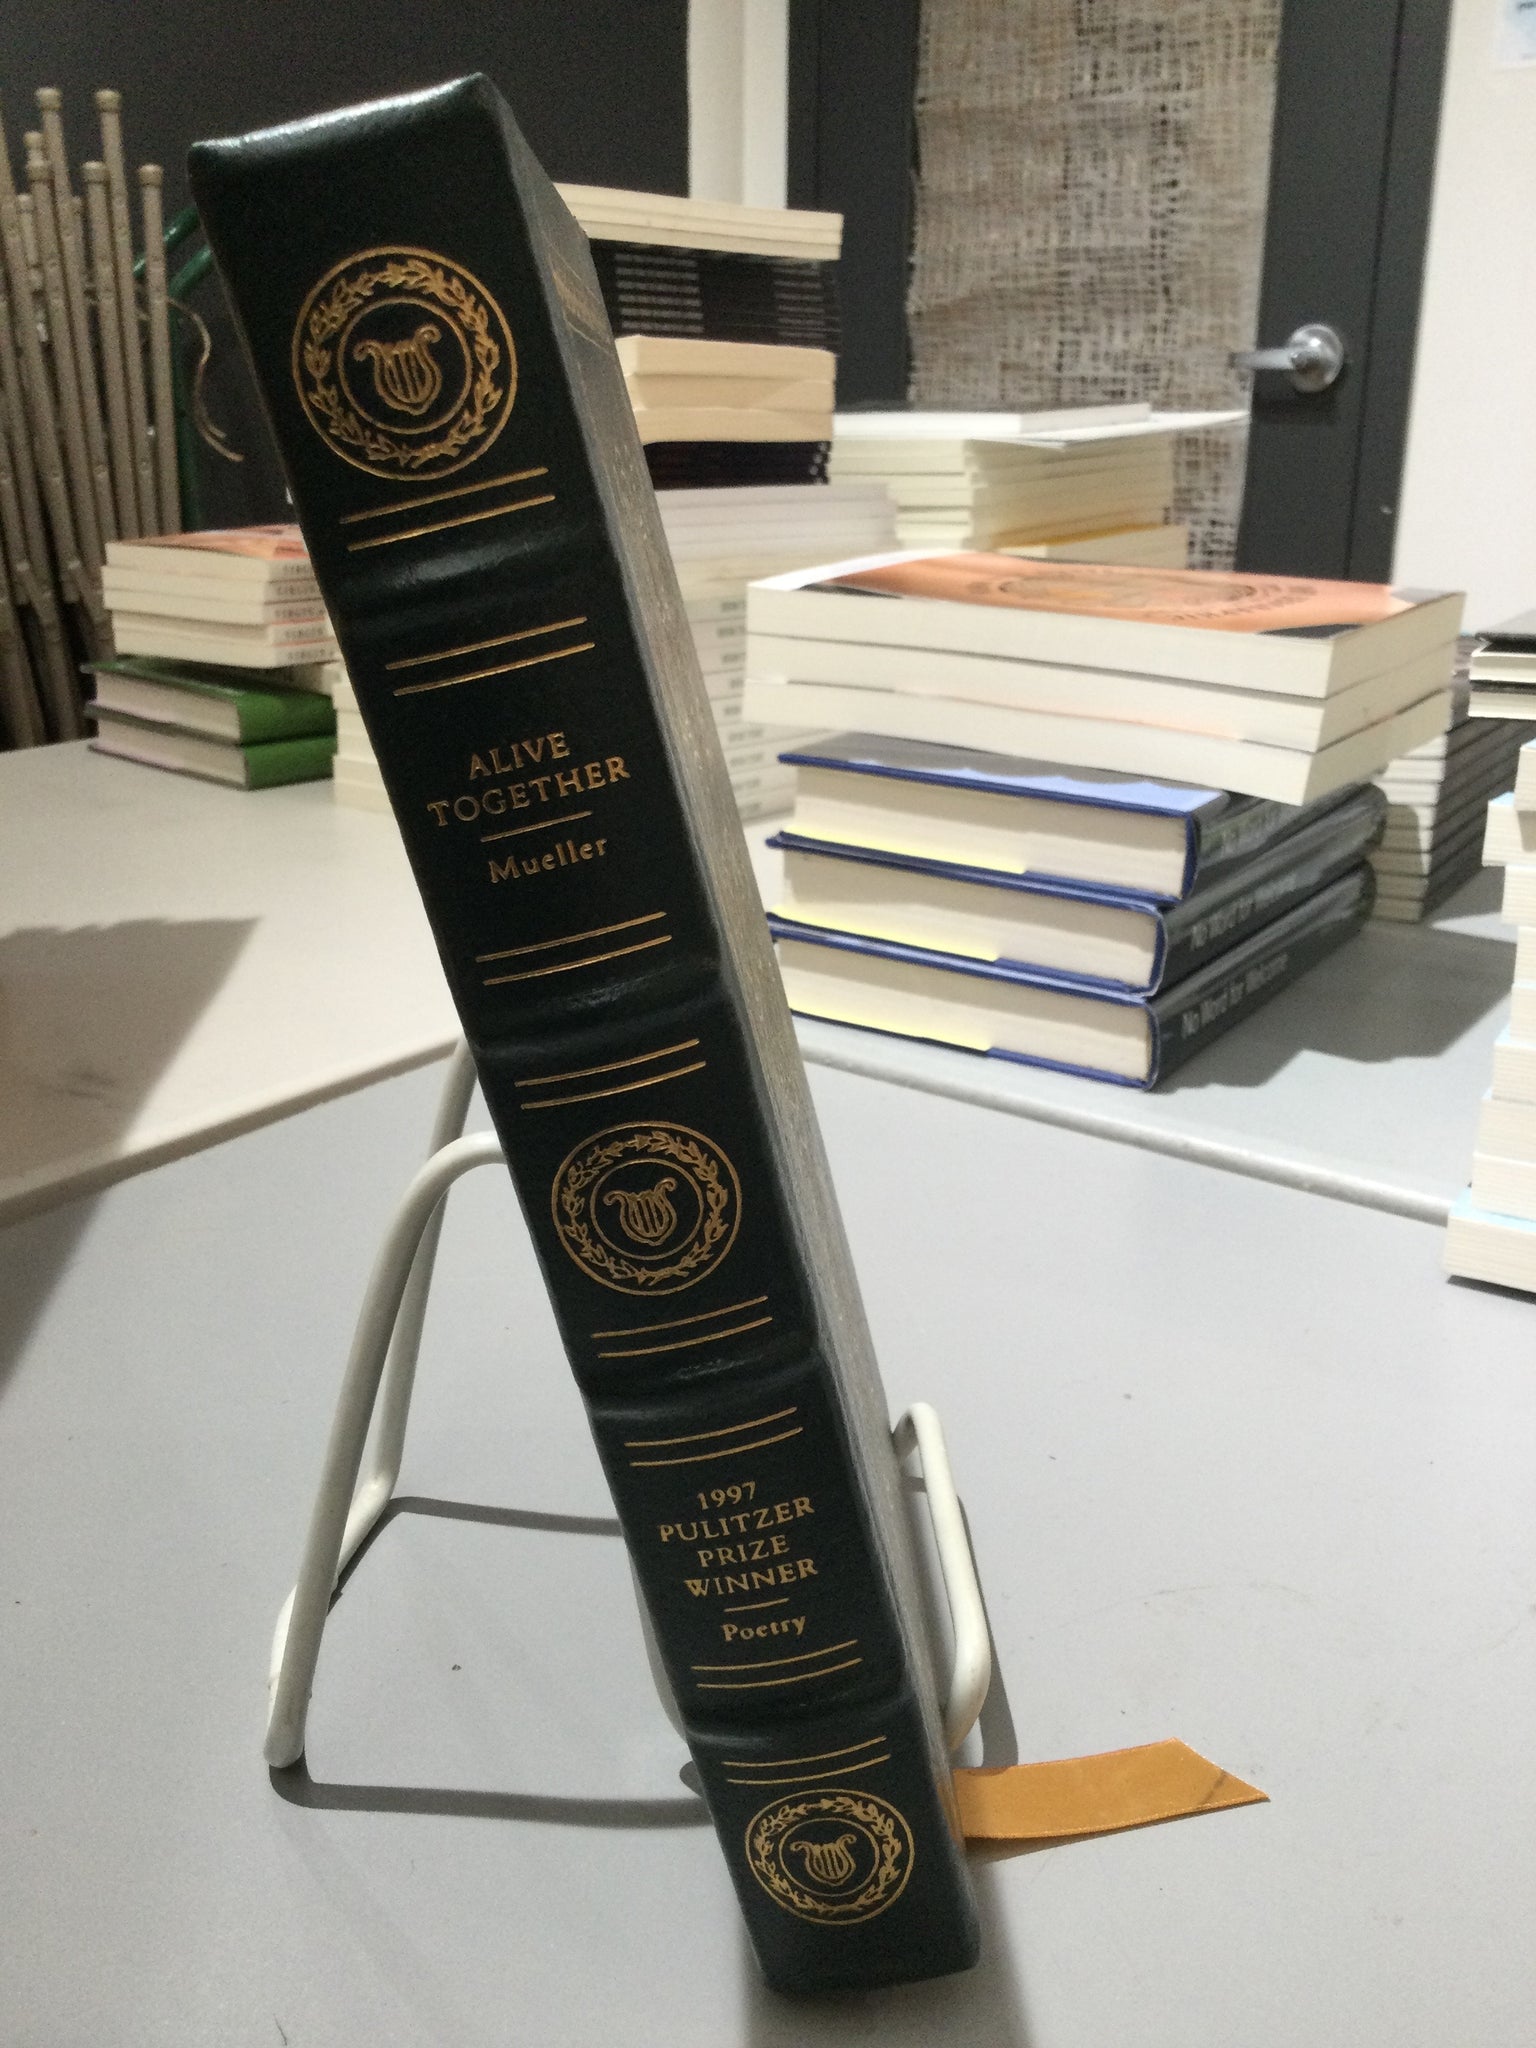 ALIVE
TOGETHER
Mueller
1997
PULITZER
PRIZE
WINNER
Poetry
No Word for Welcome
No Word for Welcome